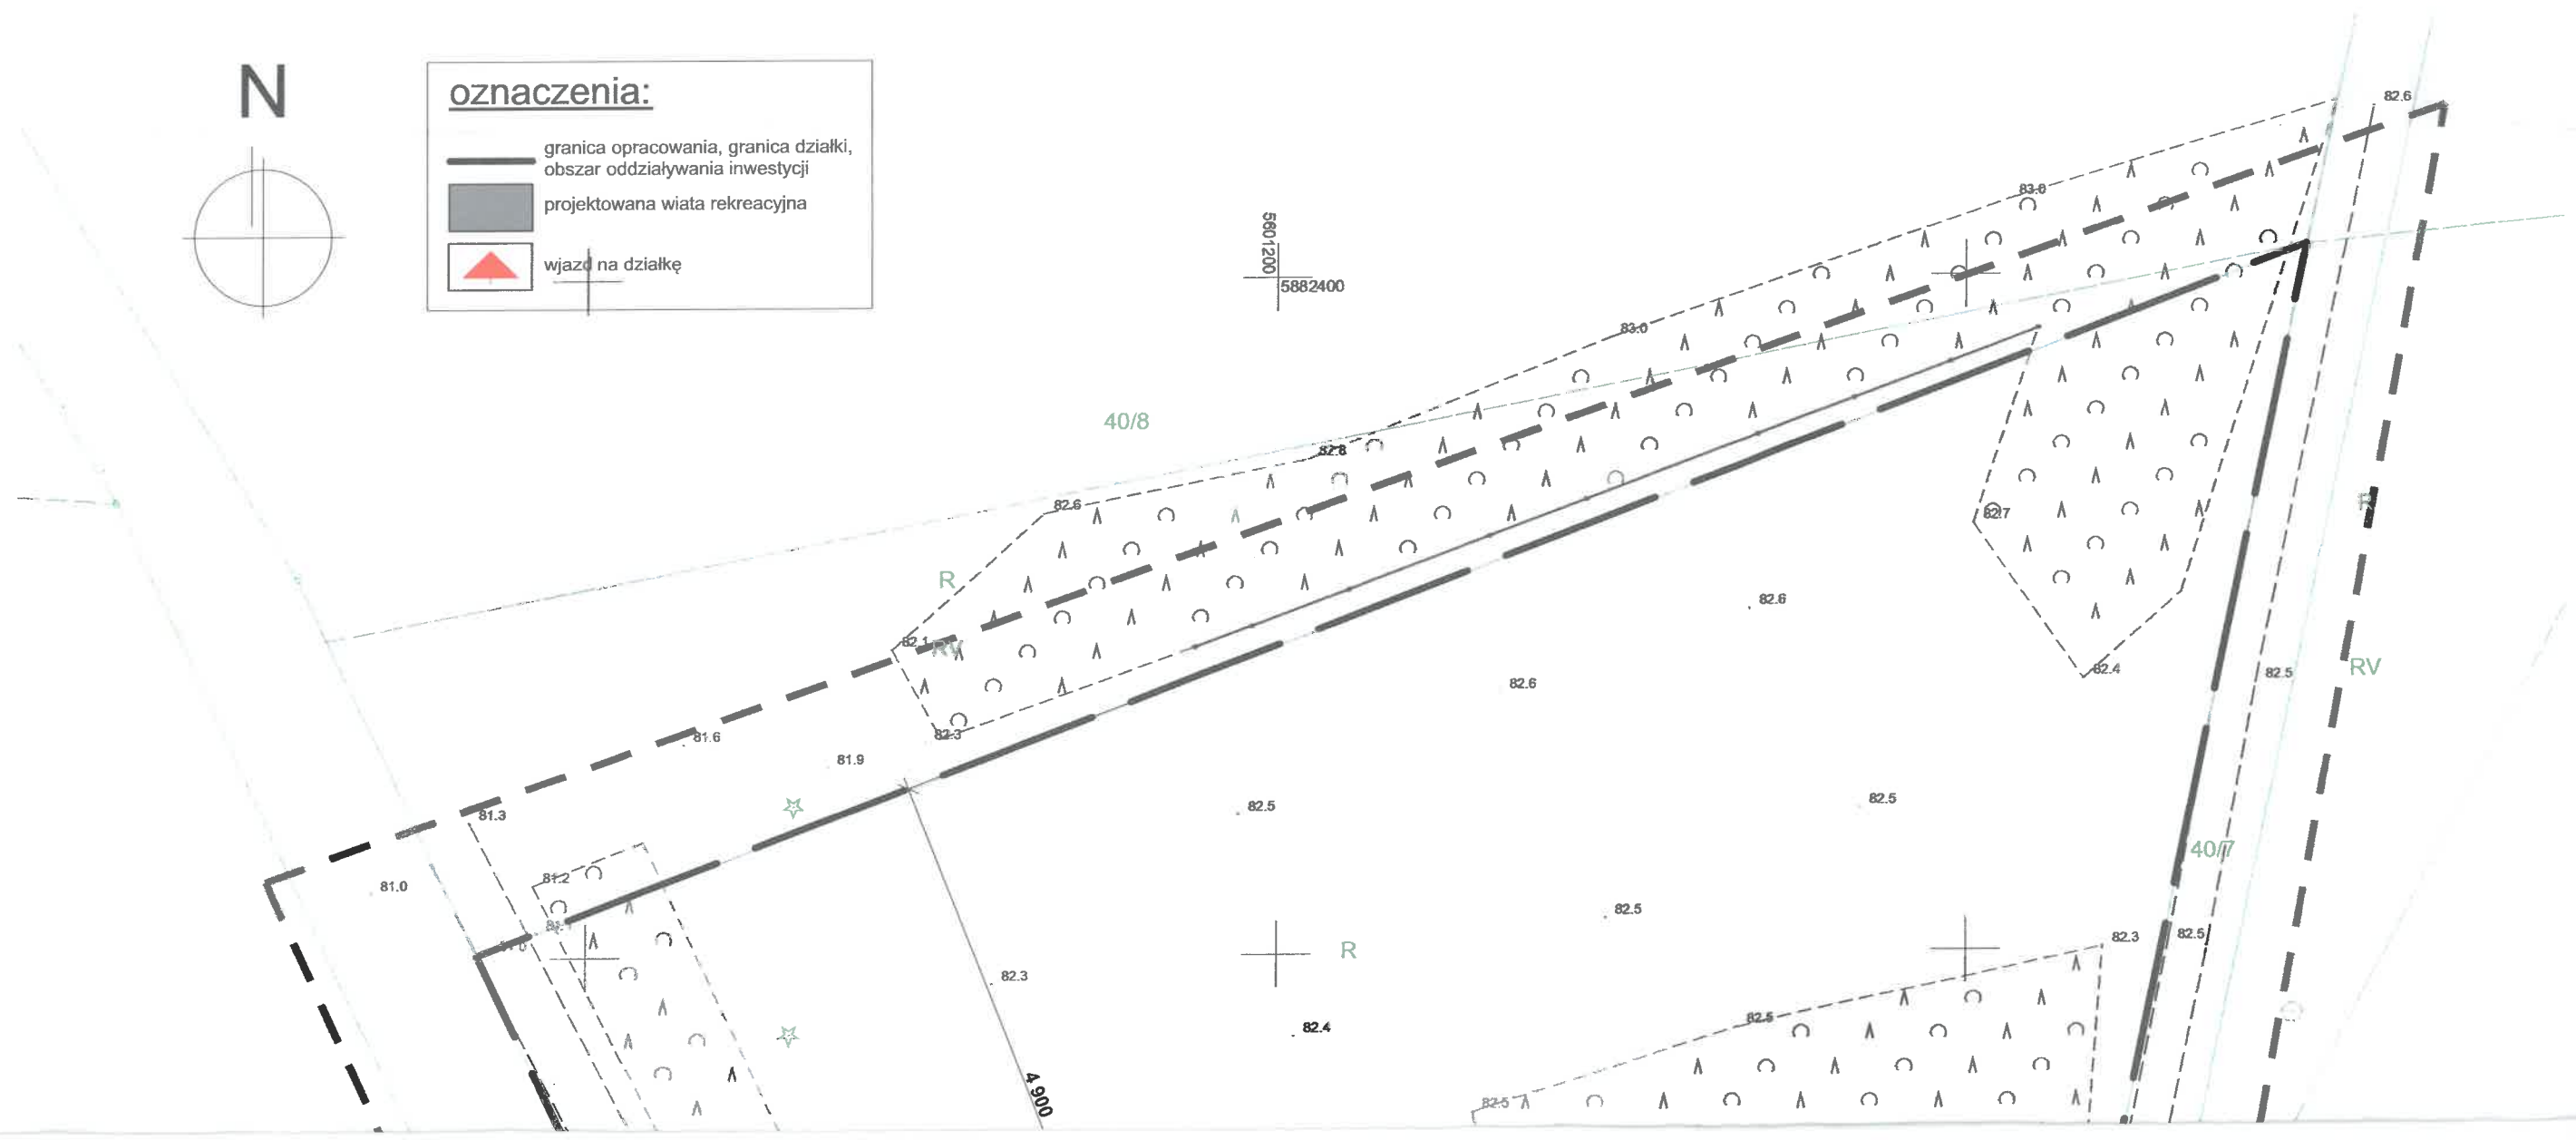 N
oznaczenia:
granica opracowania, granica działki,
obszar oddziaływania inwestycji
projektowana wiata rekreacyjna
wjazd na działkę
5601200
5882400
82.6
83.0
83.0
40/8
82.8
82.6
R
82.7
R
82.6
82.1
RV
82.4
82.5
RV
82.6
82.3
81.6
81.9
82.5
82.5
81.3
40/7
81.2
81.0
82.5
82.3
82.5
R
82.3
82.5
82.4
4 900
82.5